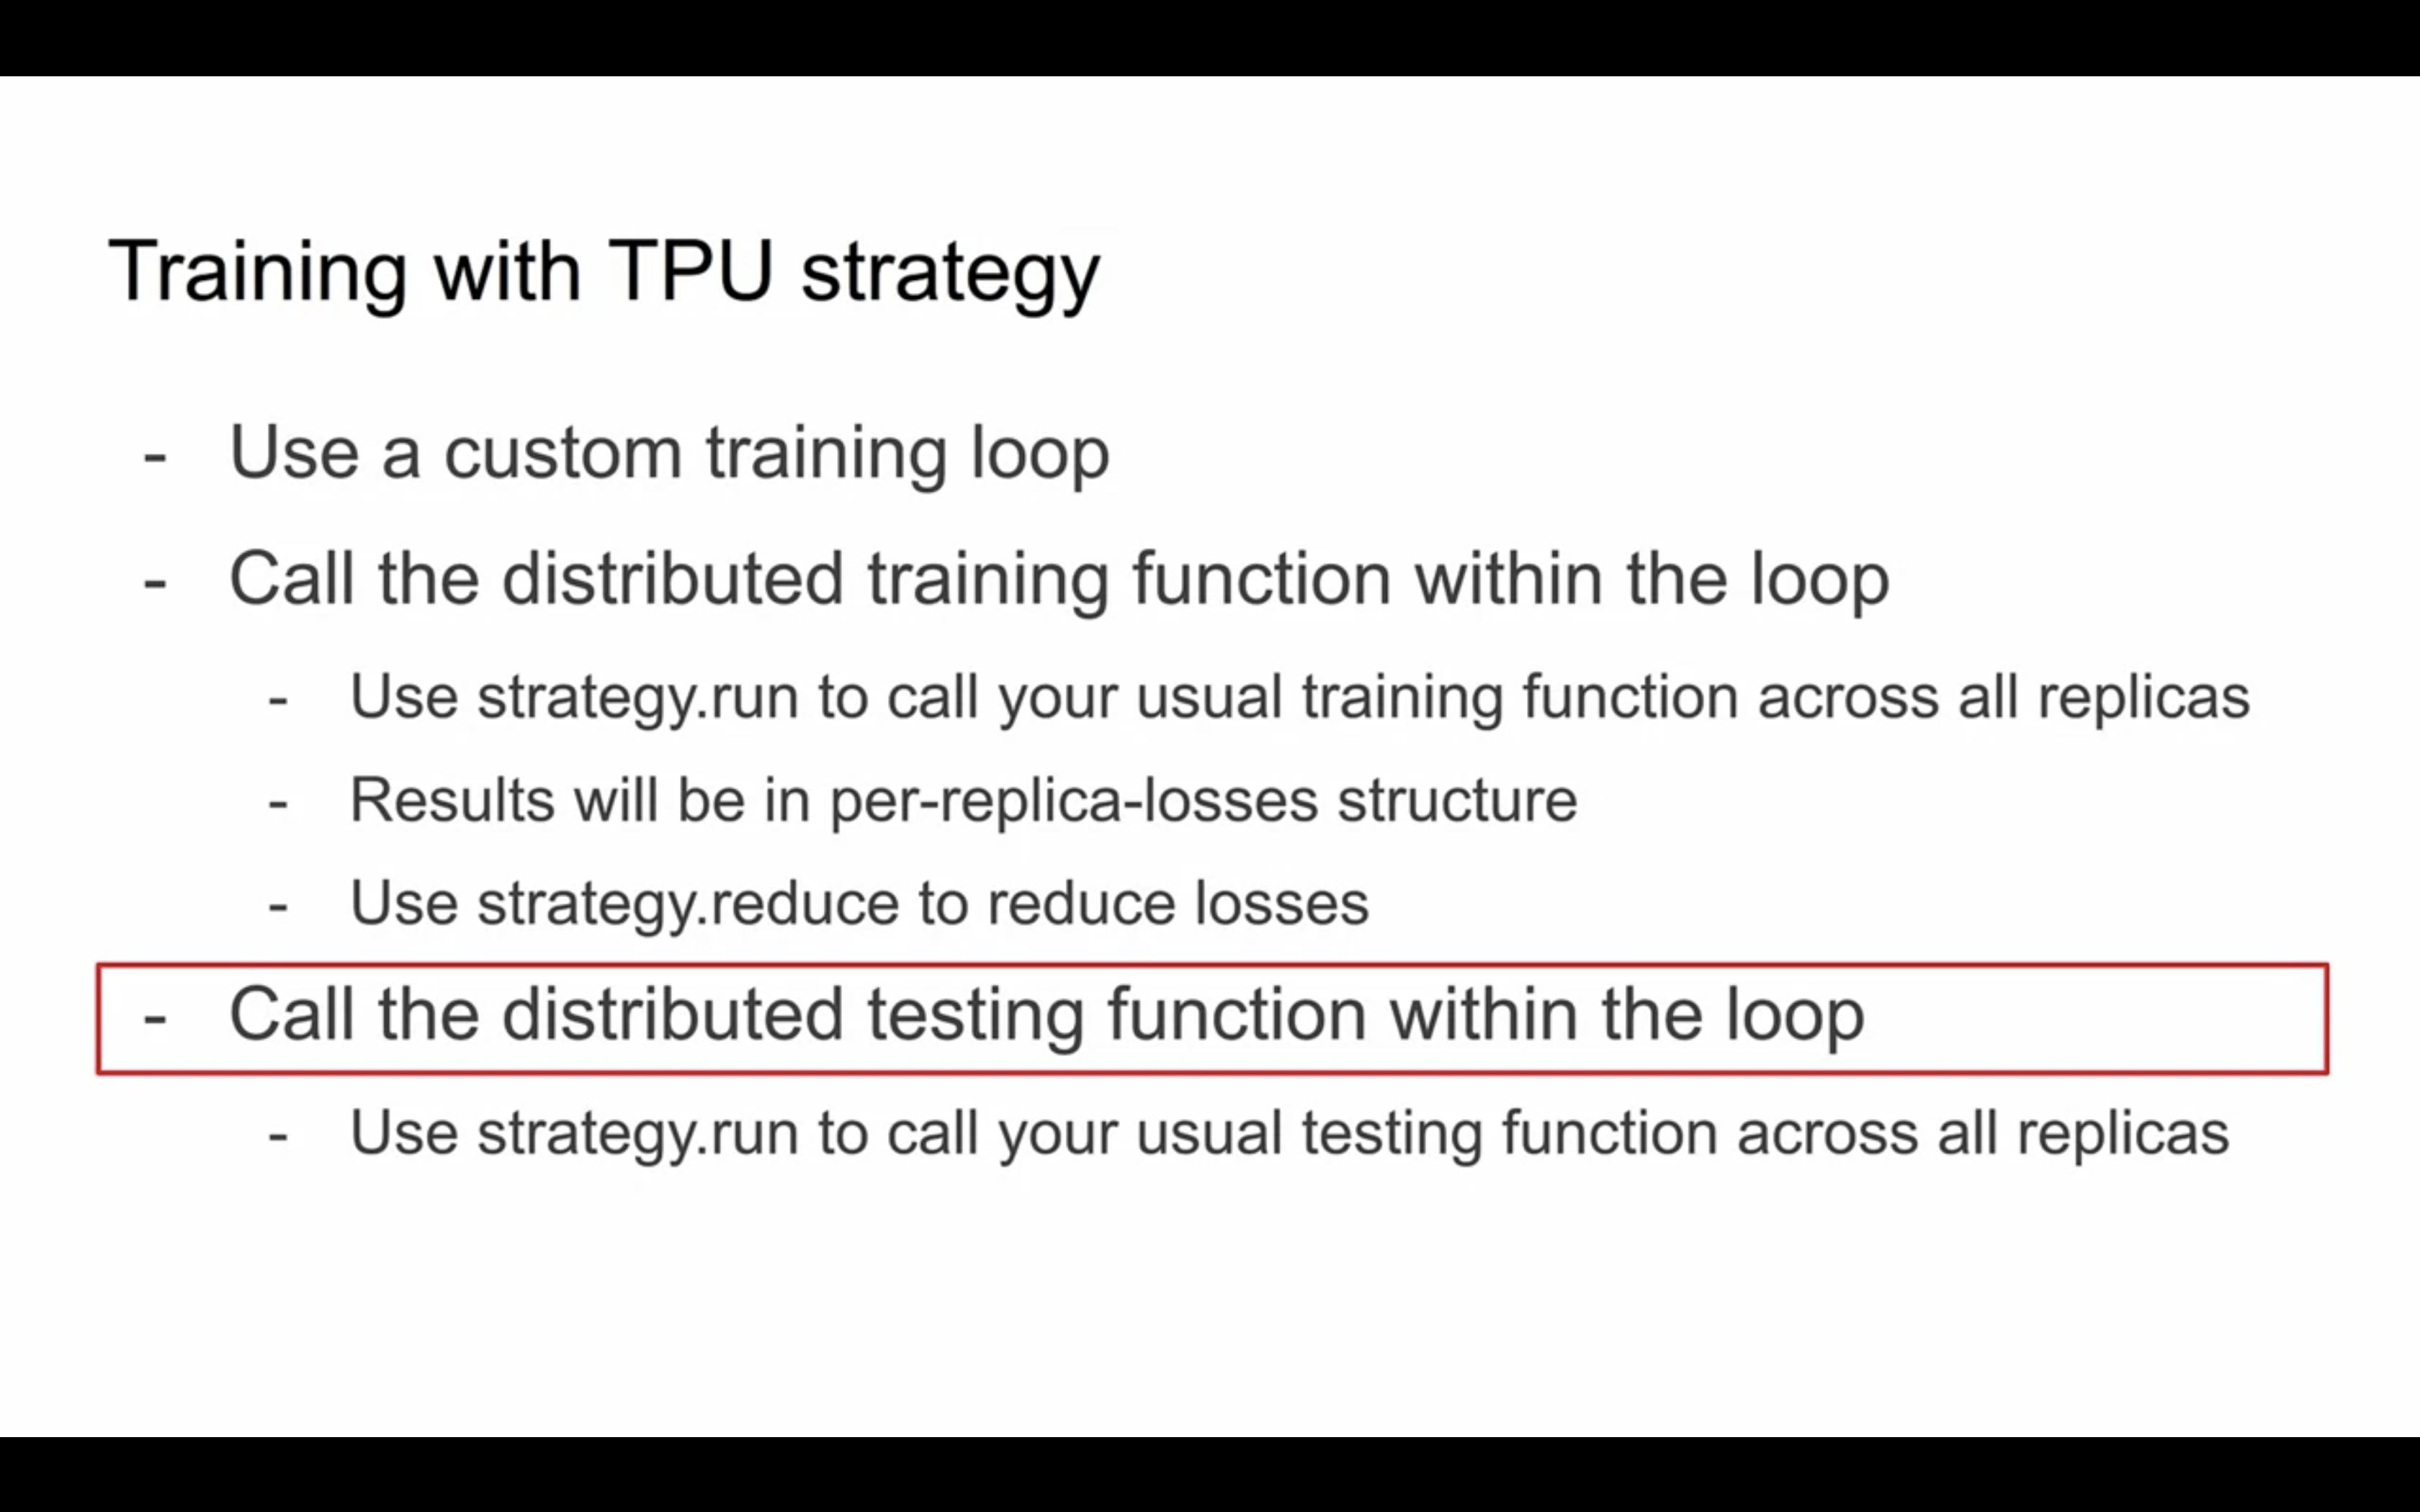 Training with TPU strategy
- Use a custom training loop
- Call the distributed training function within the loop
- Use strategy.run to call your usual training function across all replicas
- Results will be in per-replica-losses structure
- Use strategy.reduce to reduce losses
- Call the distributed testing function within the loop
- Use strategy.run to call your usual testing function across all replicas